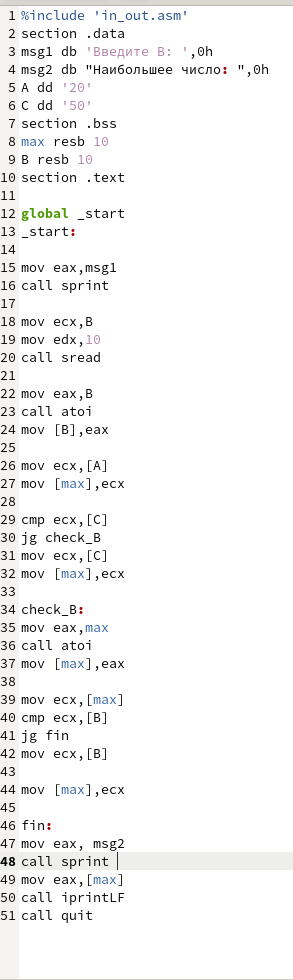 1 %include 'in_out.asm'
2 section .data
3 msg1 db 'Введите B: ',0h
4 msg2 db "Наибольшее число: ",0h
5 A dd '20'
6 C dd '50'
7 section .bss
8 max resb 10
9 B resb 10
10 section .text
11
12 global _start
13 _start:
14
15 mov eax,msg1
16 call sprint
17
18 mov ecx,B
19 mov edx,10
20 call sread
21
22 mov eax,B
23 call atoi
24 mov [B],eax
25
26 mov ecx,[A]
27 mov [max],ecx
28
29 cmp ecx,[C]
30 jg check_B
31 mov ecx,[C]
32 mov [max],ecx
33
34 check_B:
35 mov eax,max
36 call atoi
37 mov [max],eax
38
39 mov ecx,[max]
40 cmp ecx,[B]
41 jg fin
42 mov ecx,[B]
43
44 mov [max],ecx
45
46 fin:
47 mov eax, msg2
48 call sprint
49 mov eax,[max]
50 call iprintLF
51 call quit